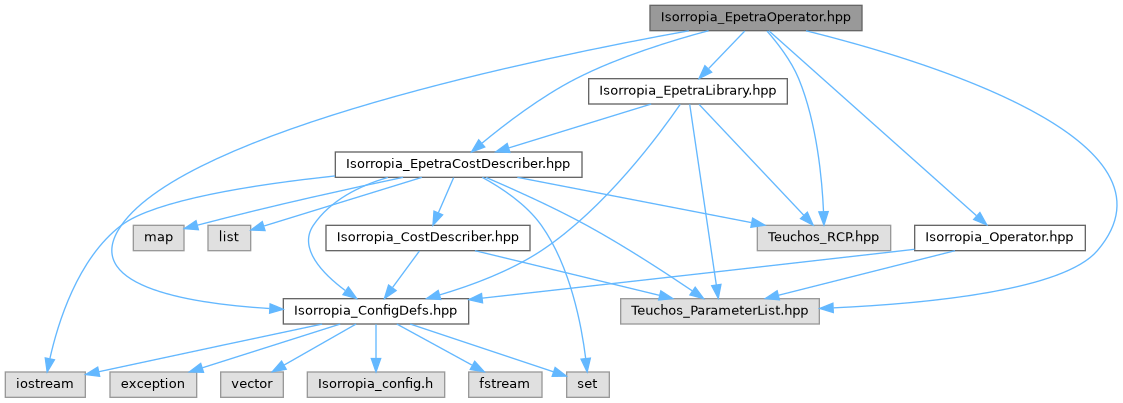 Isorropia_EpetraOperator.hpp
Isorropia_EpetraLibrary.hpp
Isorropia_EpetraCostDescriber.hpp
map
list
Isorropia_CostDescriber.hpp
Teuchos_RCP.hpp
Isorropia_Operator.hpp
Isorropia_ConfigDefs.hpp
Teuchos_ParameterList.hpp
iostream
exception
vector
Isorropia_config.h
fstream
set